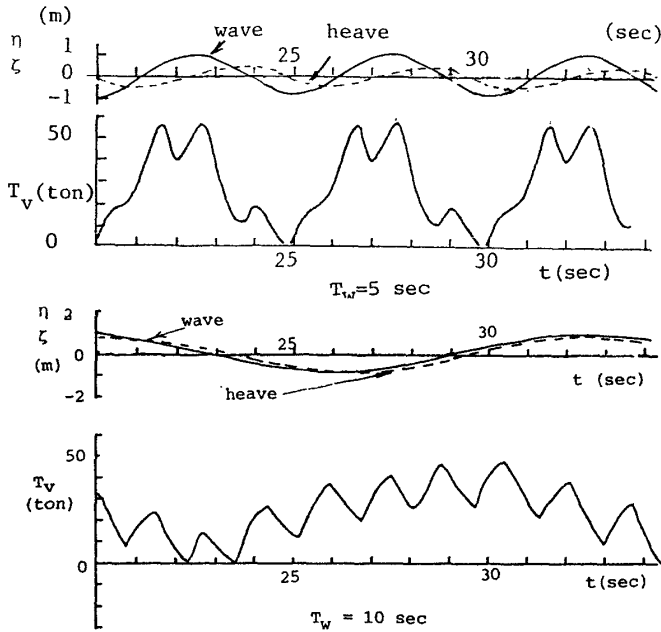 (m) wave 25 heave 30 (sec)
η 1
ζ 0
-1
50
T_v (ton)
0
25 30 t(sec)
T_w=5 sec
η 2
ζ wave 25 30
0
(m)
-2 heave t (sec)
50
T_v
(ton)
0
25 30 t(sec)
T_w = 10 sec